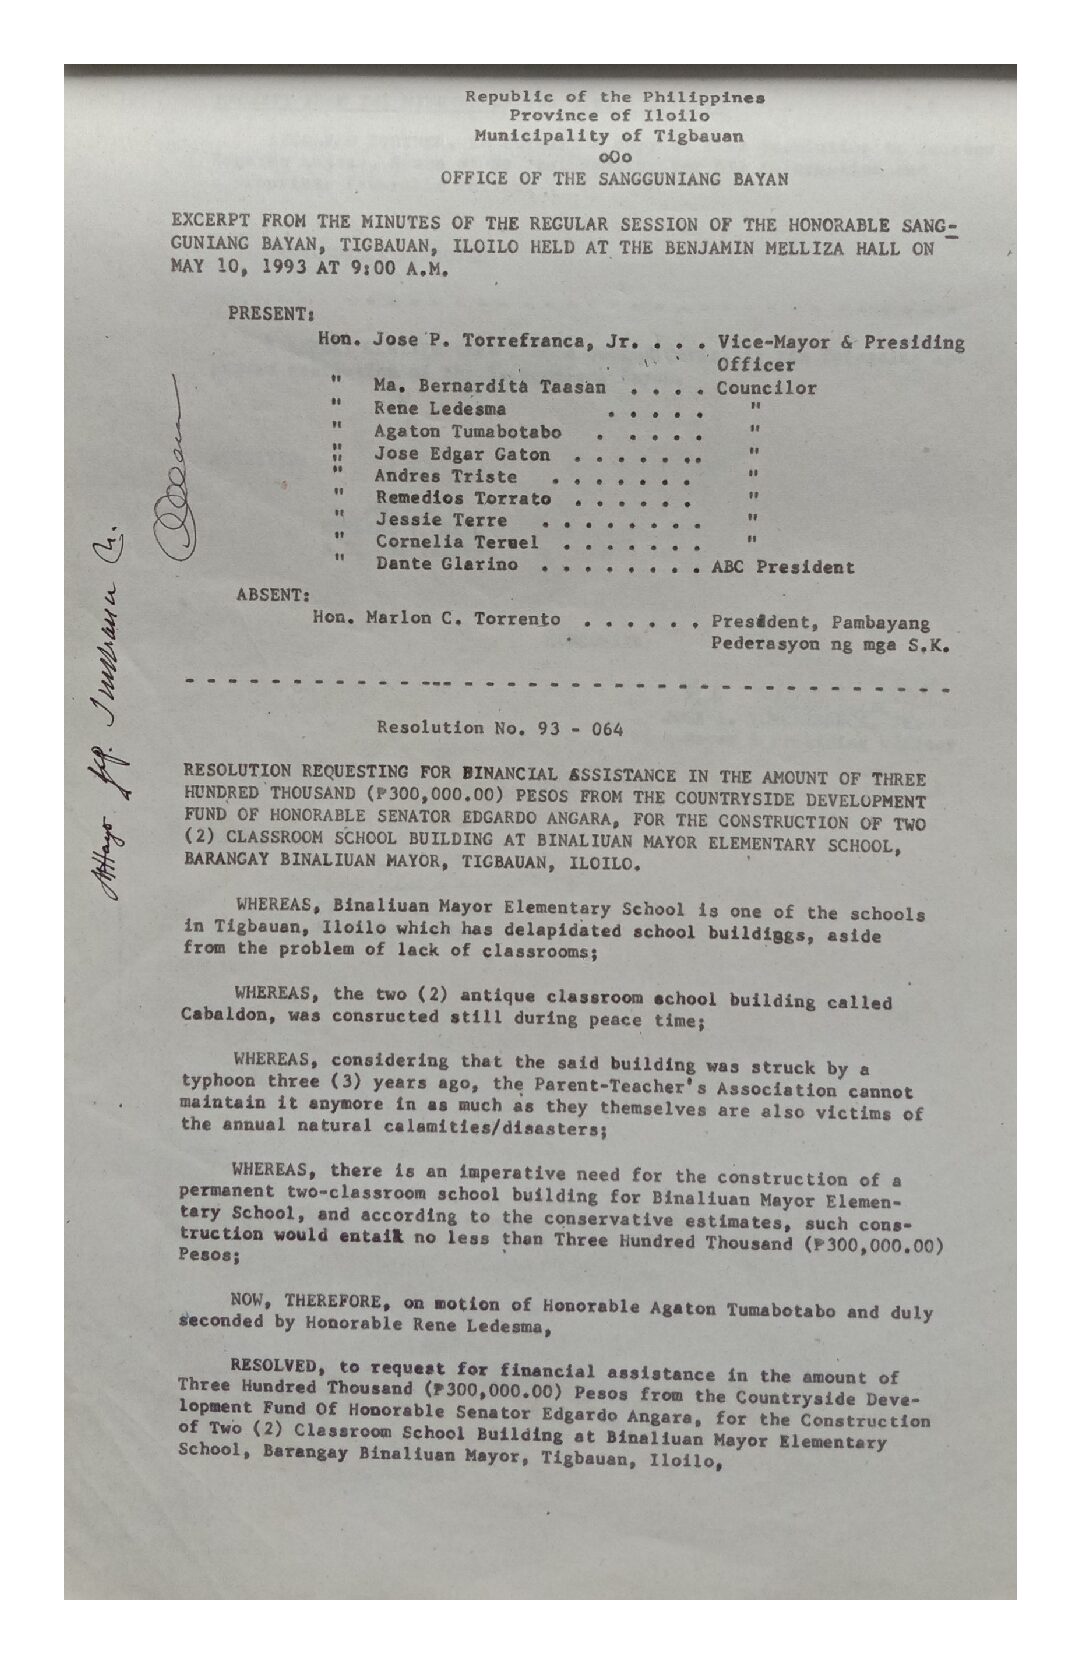 Republic of the Philippines
Province of Iloilo
Municipality of Tigbauan
oOo
OFFICE OF THE SANGGUNIANG BAYAN
EXCERPT FROM THE MINUTES OF THE REGULAR SESSION OF THE HONORABLE SANG-
GUNIANG BAYAN, TIGBAUAN, ILOILO HELD AT THE BENJAMIN MELLIZA HALL ON
MAY 10, 1993 AT 9:00 A.M.
PRESENT:
Hon. Jose P. Torrefranca, Jr. . . . Vice-Mayor & Presiding
Officer
" Ma. Bernardita Taasan . . . . Councilor
" Rene Ledesma . . . . . "
" Agaton Tumabotabo . . . . . "
" Jose Edgar Gaton . . . . . . . "
" Andres Triste . . . . . . . "
" Remedios Torrato . . . . . . "
" Jessie Terre . . . . . . . . "
" Cornelia Teruel . . . . . . . "
" Dante Glarino . . . . . . . . ABC President
ABSENT:
Hon. Marlon C. Torrento . . . . . . President, Pambayang
Pederasyon ng mga S.K.
- - - - - - - - - - - - - - - - - - - - - - - - - - - - - - - - - - -
Resolution No. 93 - 064
RESOLUTION REQUESTING FOR BINANCIAL ASSISTANCE IN THE AMOUNT OF THREE
HUNDRED THOUSAND (₱300,000.00) PESOS FROM THE COUNTRYSIDE DEVELOPMENT
FUND OF HONORABLE SENATOR EDGARDO ANGARA, FOR THE CONSTRUCTION OF TWO
(2) CLASSROOM SCHOOL BUILDING AT BINALIUAN MAYOR ELEMENTARY SCHOOL,
BARANGAY BINALIUAN MAYOR, TIGBAUAN, ILOILO.
WHEREAS, Binaliuan Mayor Elementary School is one of the schools
in Tigbauan, Iloilo which has delapidated school buildings, aside
from the problem of lack of classrooms;
WHEREAS, the two (2) antique classroom school building called
Cabaldon, was consructed still during peace time;
WHEREAS, considering that the said building was struck by a
typhoon three (3) years ago, the Parent-Teacher's Association cannot
maintain it anymore in as much as they themselves are also victims of
the annual natural calamities/disasters;
WHEREAS, there is an imperative need for the construction of a
permanent two-classroom school building for Binaliuan Mayor Elemen-
tary School, and according to the conservative estimates, such cons-
truction would entail no less than Three Hundred Thousand (₱300,000.00)
Pesos;
NOW, THEREFORE, on motion of Honorable Agaton Tumabotabo and duly
seconded by Honorable Rene Ledesma,
RESOLVED, to request for financial assistance in the amount of
Three Hundred Thousand (₱300,000.00) Pesos from the Countryside Deve-
lopment Fund Of Honorable Senator Edgardo Angara, for the Construction
of Two (2) Classroom School Building at Binaliuan Mayor Elementary
School, Barangay Binaliuan Mayor, Tigbauan, Iloilo,